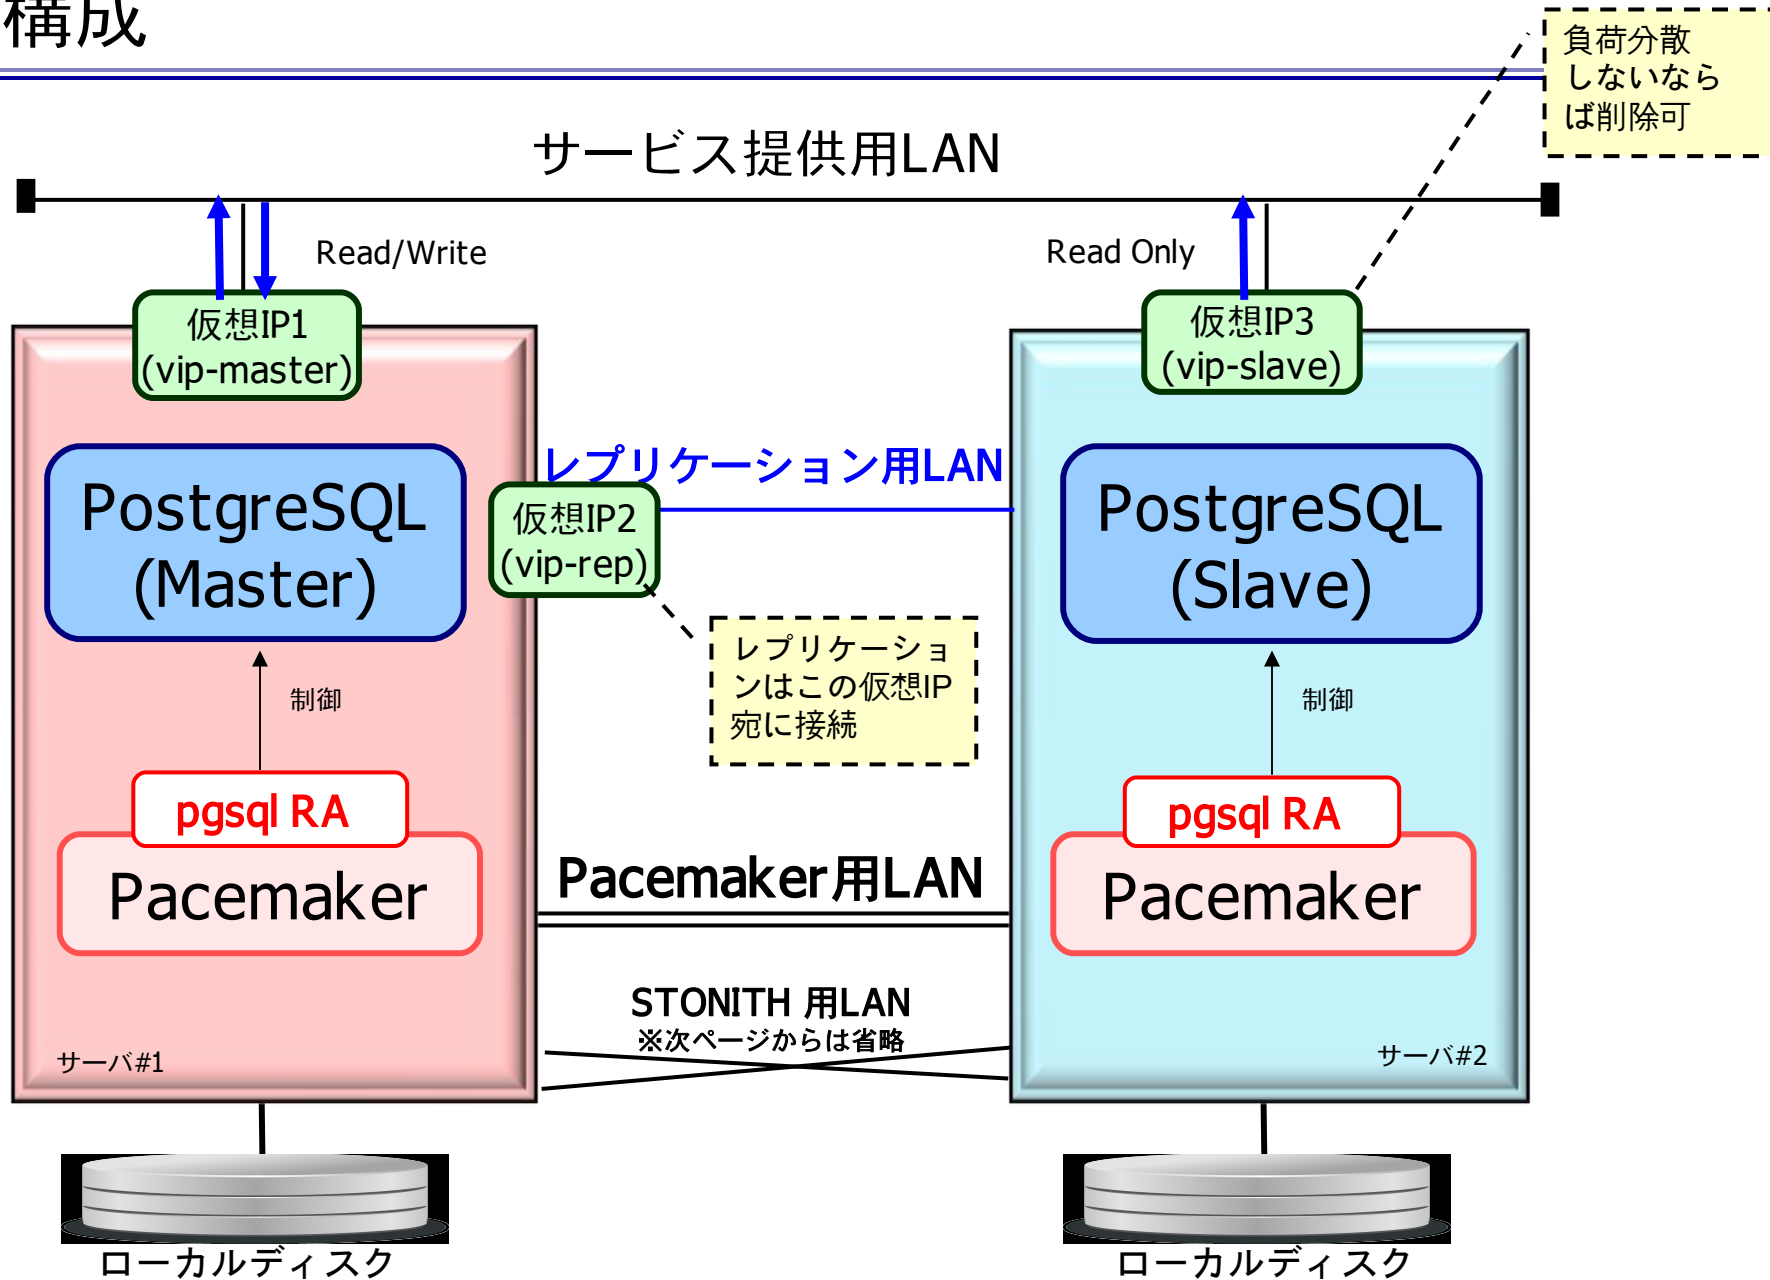 構成
負荷分散
しないなら
ば削除可
サービス提供用LAN
Read/Write
Read Only
仮想IP1
(vip-master)
仮想IP3
(vip-slave)
レプリケーション用LAN
PostgreSQL
(Master)
仮想IP2
(vip-rep)
PostgreSQL
(Slave)
レプリケーショ
ンはこの仮想IP
宛に接続
制御
制御
pgsql RA
pgsql RA
Pacemaker
Pacemaker用LAN
Pacemaker
STONITH 用LAN
※次ページからは省略
サーバ#1
サーバ#2
ローカルディスク
ローカルディスク